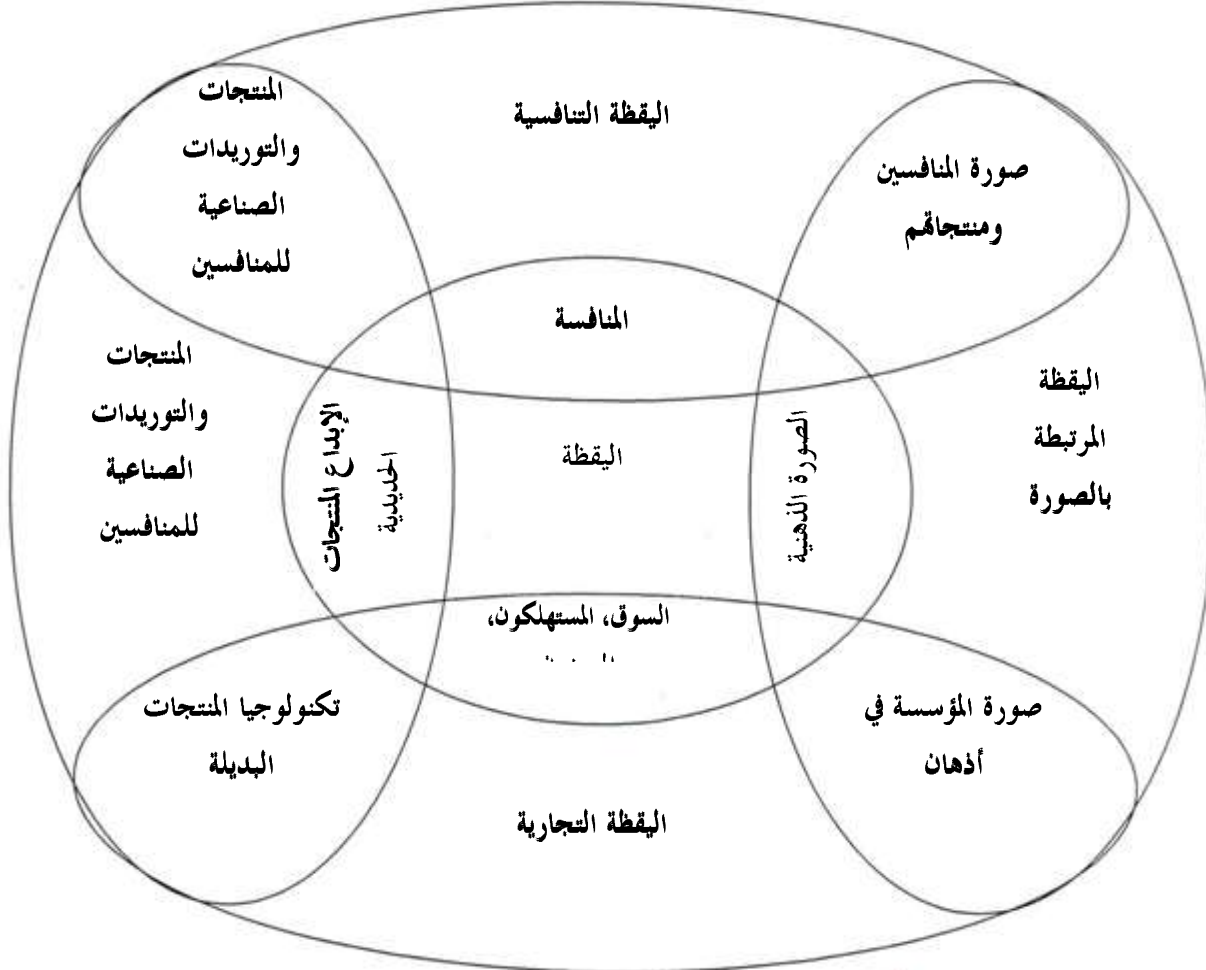 المنتجات
والتوريدات
الصناعية
للمنافسين
اليقظة التنافسية
صورة المنافسين
ومنتجاتهم
المنافسة
المنتجات
والتوريدات
الصناعية
للمنافسين
الإبداع المنتجات
الحديدية
اليقظة
الصورة الذهنية
اليقظة
المرتبطة
بالصورة
السوق، المستهلكون،
تكنولوجيا المنتجات
البديلة
صورة المؤسسة في
أذهان
اليقظة التجارية